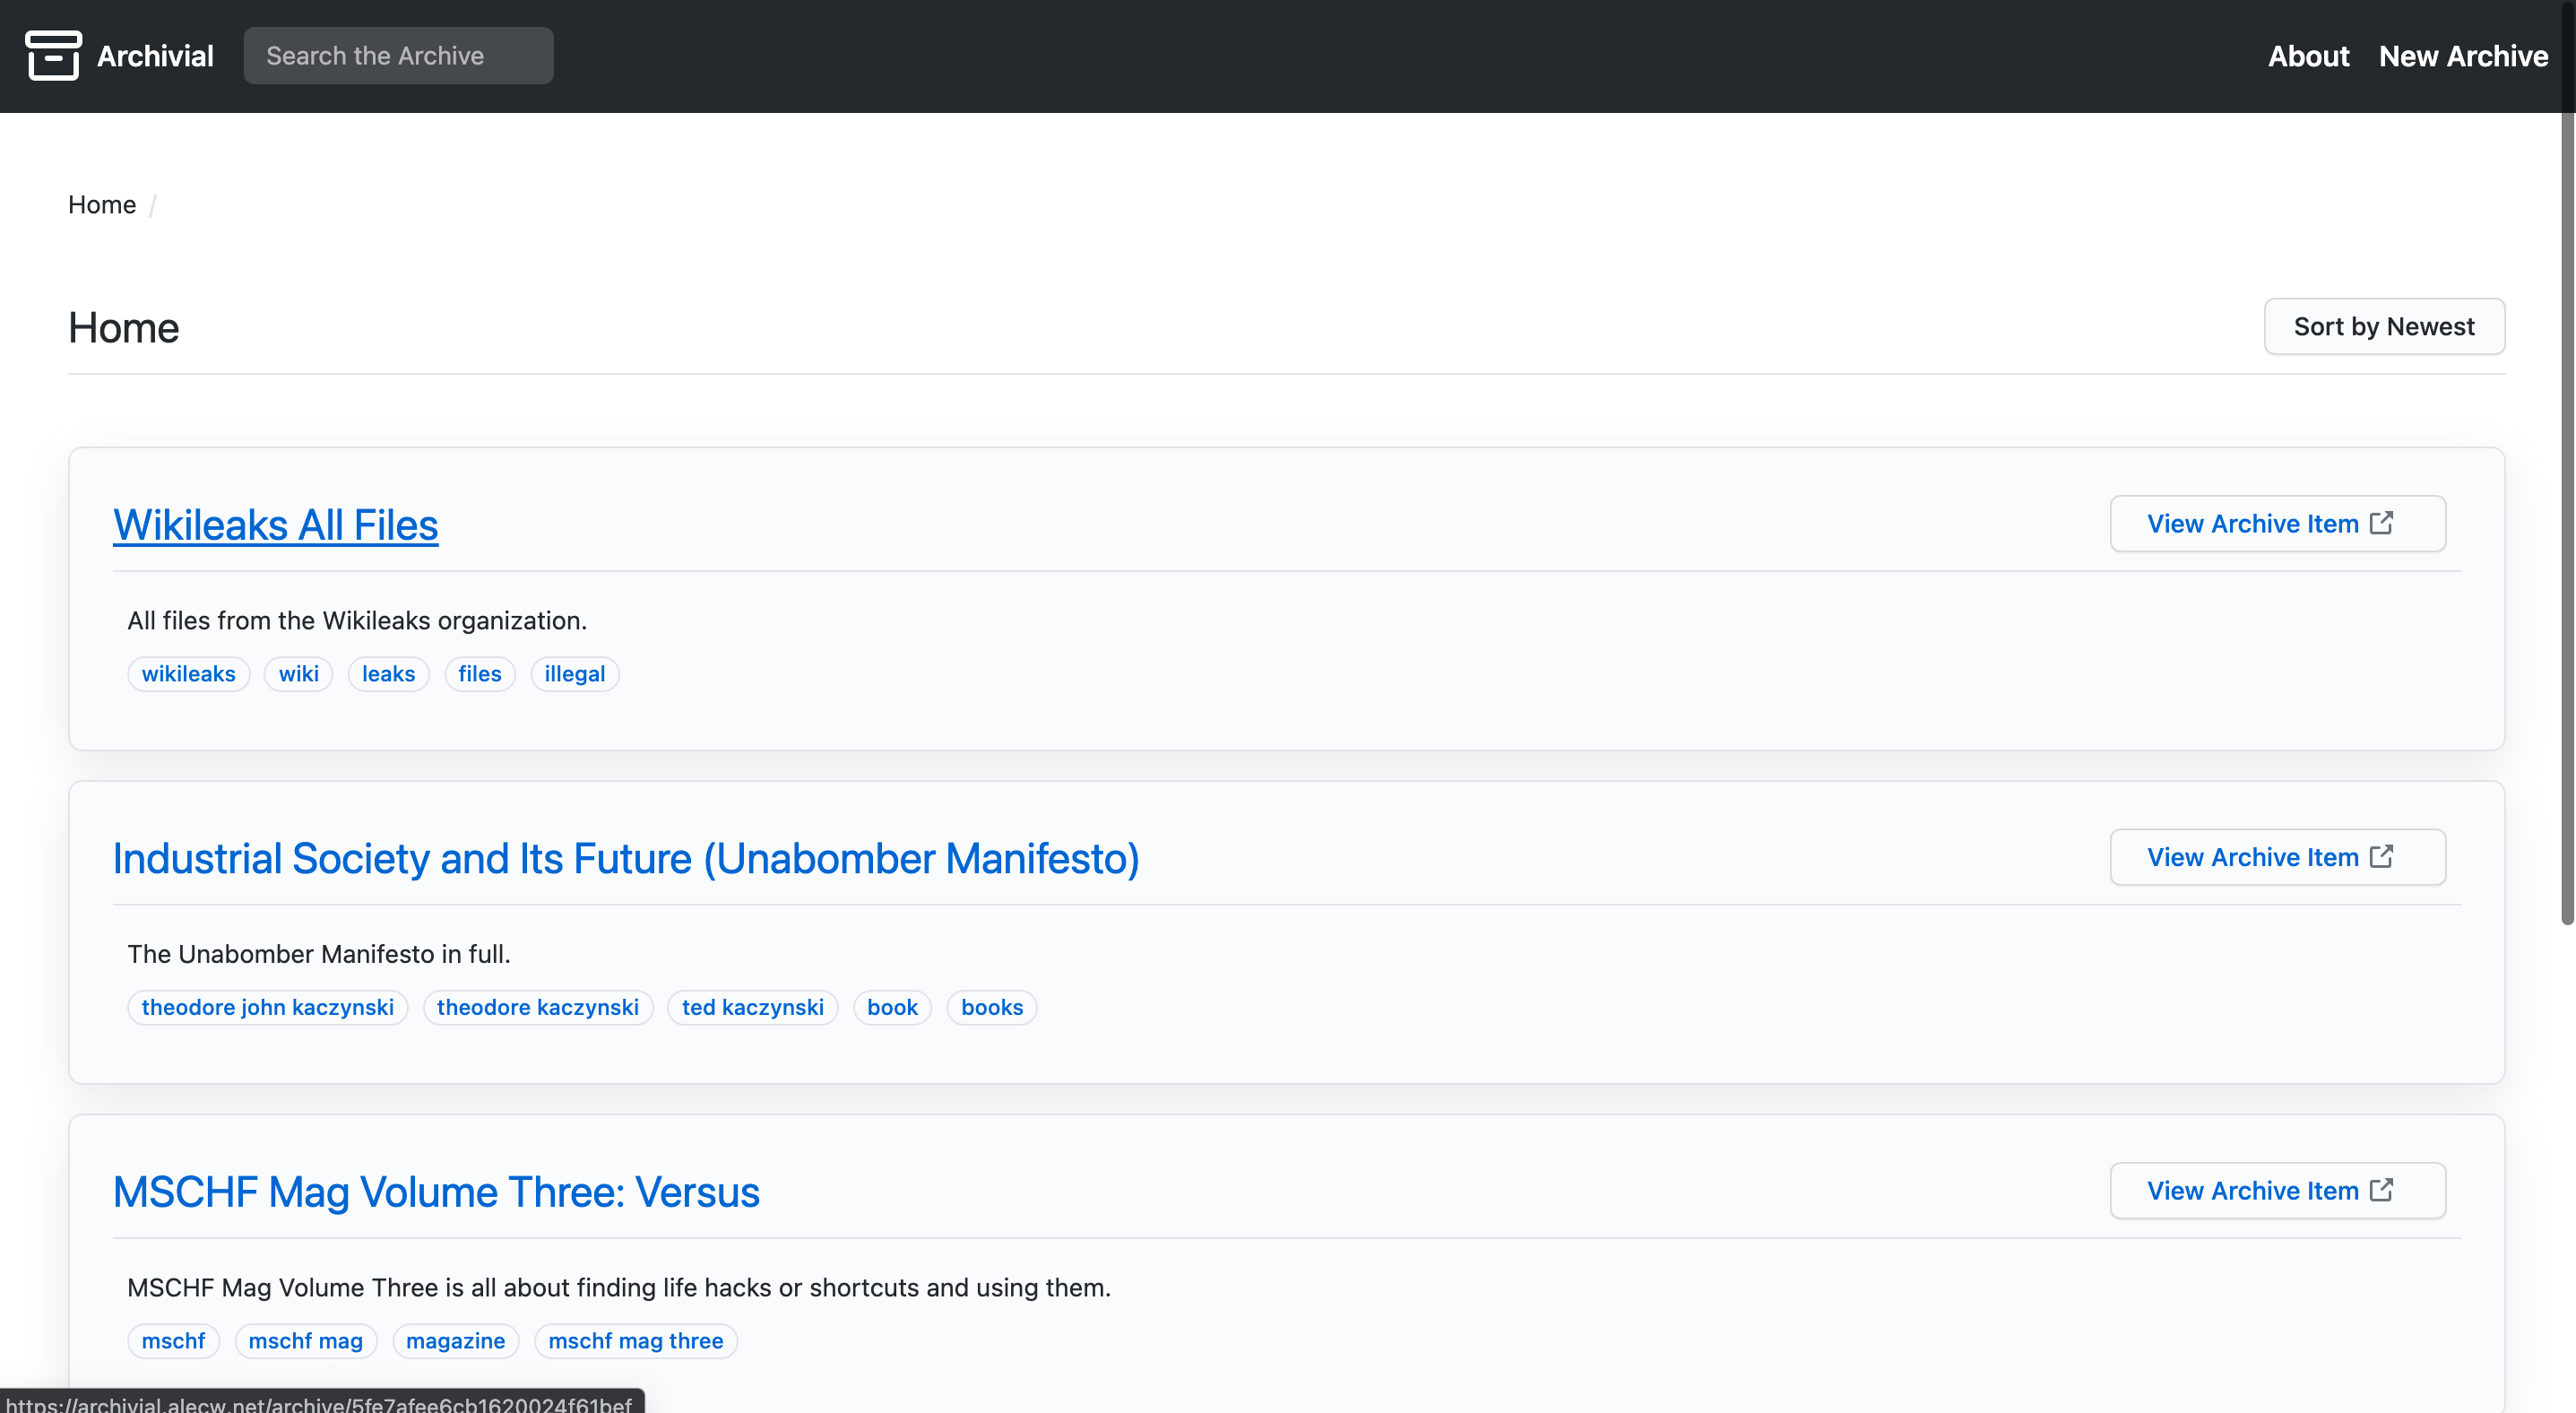 Archivial Search the Archive About New Archive
Home /
Home Sort by Newest
Wikileaks All Files View Archive Item
All files from the Wikileaks organization.
wikileaks wiki leaks files illegal
Industrial Society and Its Future (Unabomber Manifesto) View Archive Item
The Unabomber Manifesto in full.
theodore john kaczynski theodore kaczynski ted kaczynski book books
MSCHF Mag Volume Three: Versus View Archive Item
MSCHF Mag Volume Three is all about finding life hacks or shortcuts and using them.
mschf mschf mag magazine mschf mag three
https://archivial.alecw.net/archive/5fe7afee6cb1620024f61bef